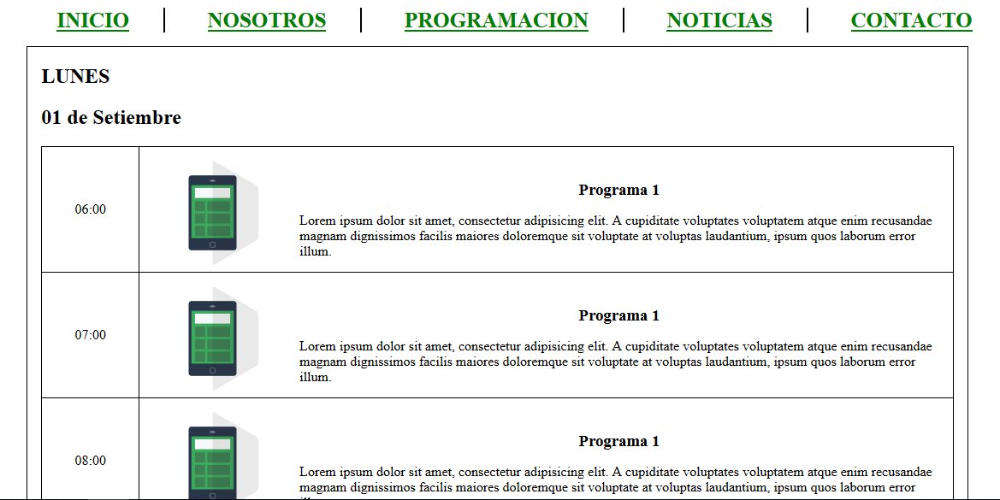 INICIO NOSOTROS PROGRAMACION NOTICIAS CONTACTO
LUNES
01 de Setiembre
06:00
Programa 1
Lorem ipsum dolor sit amet, consectetur adipisicing elit. A cupiditate voluptates voluptatem atque enim recusandae
magnam dignissimos facilis maiores doloremque sit voluptate at voluptas laudantium, ipsum quos laborum error
illum.
07:00
Programa 1
Lorem ipsum dolor sit amet, consectetur adipisicing elit. A cupiditate voluptates voluptatem atque enim recusandae
magnam dignissimos facilis maiores doloremque sit voluptate at voluptas laudantium, ipsum quos laborum error
illum.
08:00
Programa 1
Lorem ipsum dolor sit amet, consectetur adipisicing elit. A cupiditate voluptates voluptatem atque enim recusandae
magnam dignissimos facilis maiores doloremque sit voluptate at voluptas laudantium, ipsum quos laborum error